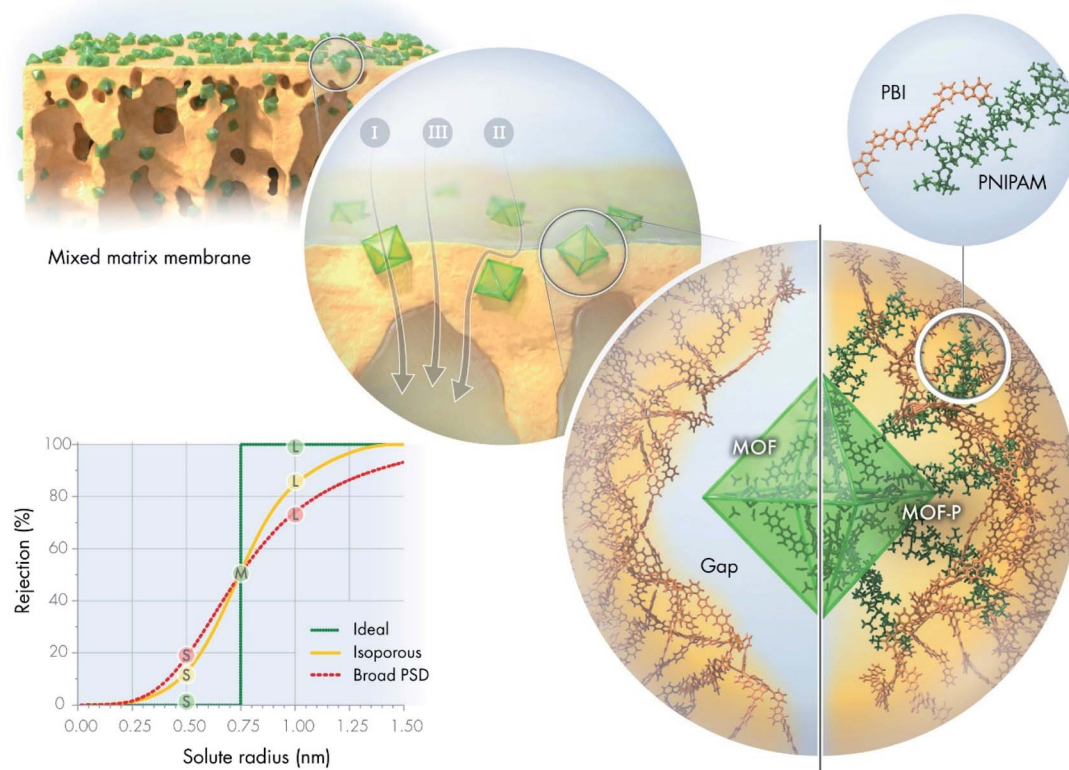 Mixed matrix membrane
I
III
II
PBI
PNIPAM
MOF
MOF-P
Gap
Rejection (%)
100
80
60
40
20
0
L
L
L
M
S
S
S
Ideal
Isoporous
Broad PSD
0.00
0.25
0.50
0.75
1.00
1.25
1.50
Solute radius (nm)